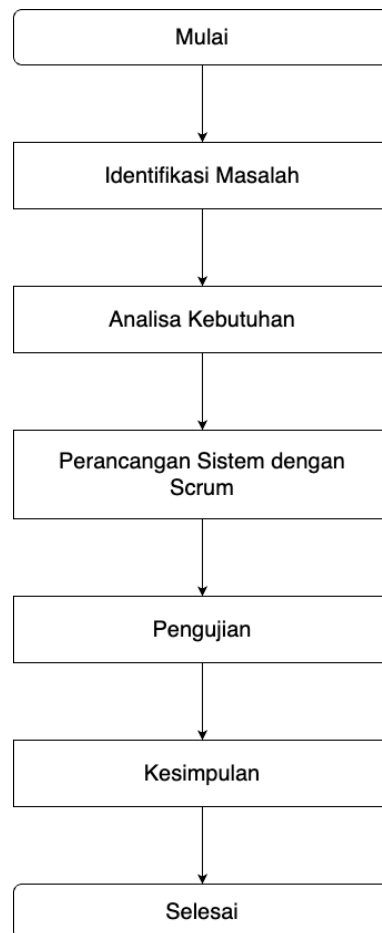 Mulai
Identifikasi Masalah
Analisa Kebutuhan
Perancangan Sistem dengan
Scrum
Pengujian
Kesimpulan
Selesai